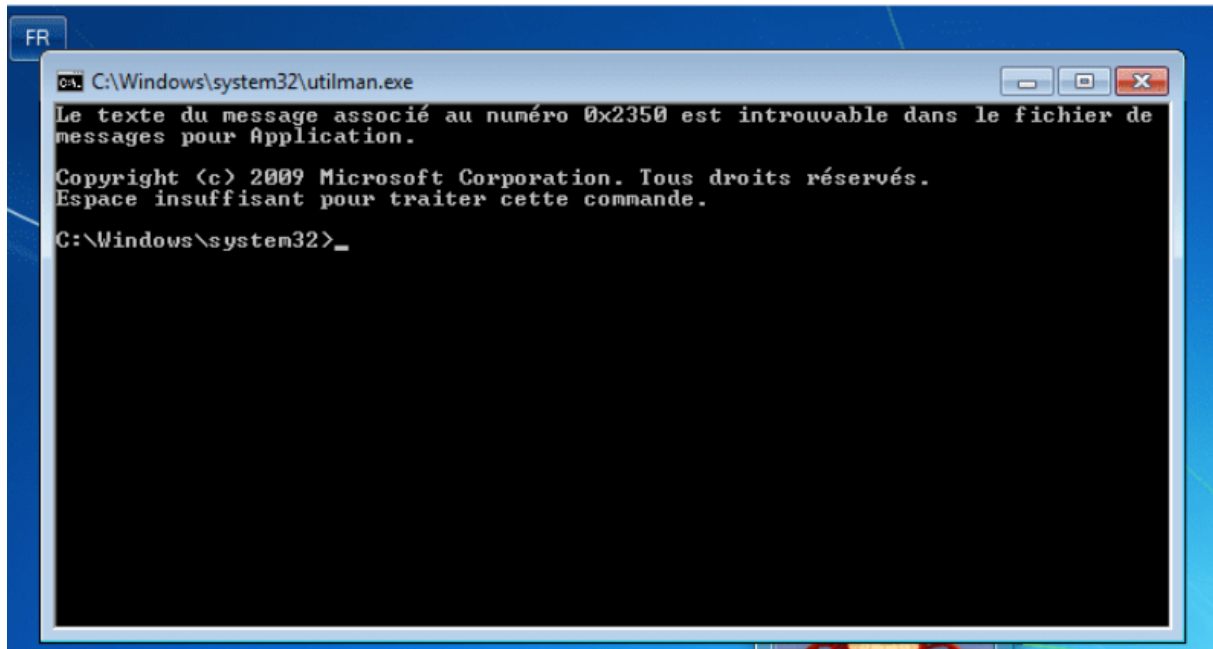 FR
C:\Windows\system32\utilman.exe
Le texte du message associé au numéro 0x2350 est introuvable dans le fichier de
messages pour Application.
Copyright (c) 2009 Microsoft Corporation. Tous droits réservés.
Espace insuffisant pour traiter cette commande.
C:\Windows\system32>_